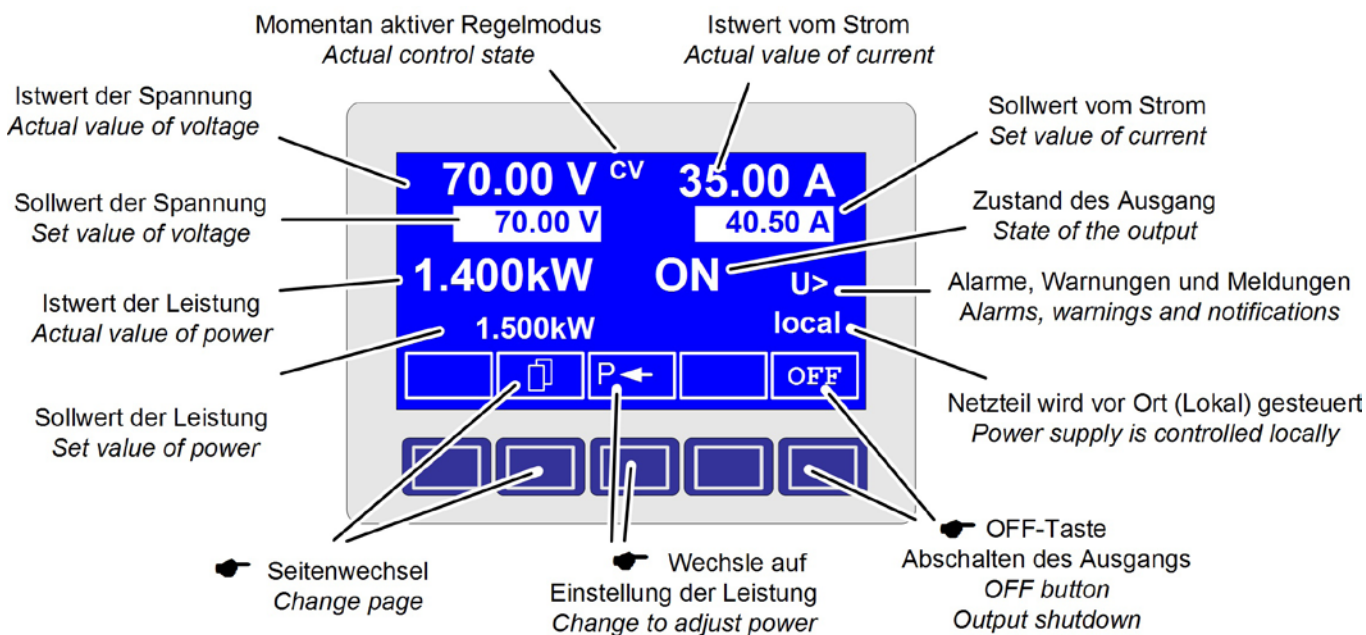 Momentan aktiver Regelmodus
Actual control state
Istwert vom Strom
Actual value of current
Istwert der Spannung
Actual value of voltage
Sollwert vom Strom
Set value of current
70.00 V CV 35.00 A
70.00 V 40.50 A
Sollwert der Spannung
Set value of voltage
Zustand des Ausgang
State of the output
1.400kW ON U>
Alarme, Warnungen und Meldungen
Alarms, warnings and notifications
Istwert der Leistung
Actual value of power
1.500kW local
P OFF
Sollwert der Leistung
Set value of power
Netzteil wird vor Ort (Lokal) gesteuert
Power supply is controlled locally
Seitenwechsel
Change page
Wechsle auf
Einstellung der Leistung
Change to adjust power
OFF-Taste
Abschalten des Ausgangs
OFF button
Output shutdown